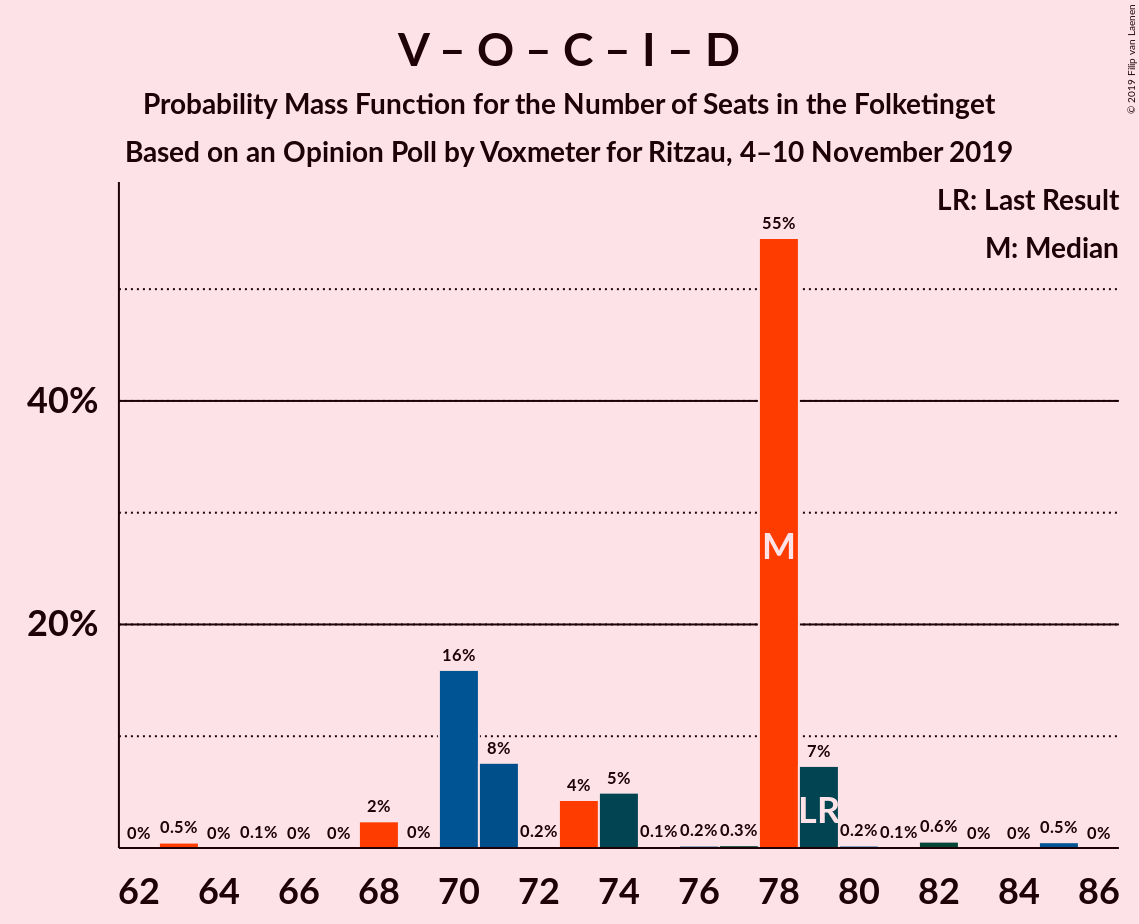 V – O – C – I – D
Probability Mass Function for the Number of Seats in the Folketinget
Based on an Opinion Poll by Voxmeter for Ritzau, 4–10 November 2019
© 2019 Filip van Laenen
LR: Last Result
M: Median
55%
40%
M
20%
16%
8%
7%
5%
4%
2%
LR
0% 0.5% 0% 0.1% 0% 0% 0% 0.2% 0.1% 0.2% 0.3% 0.2% 0.1% 0.6% 0% 0% 0.5% 0%
62 64 66 68 70 72 74 76 78 80 82 84 86